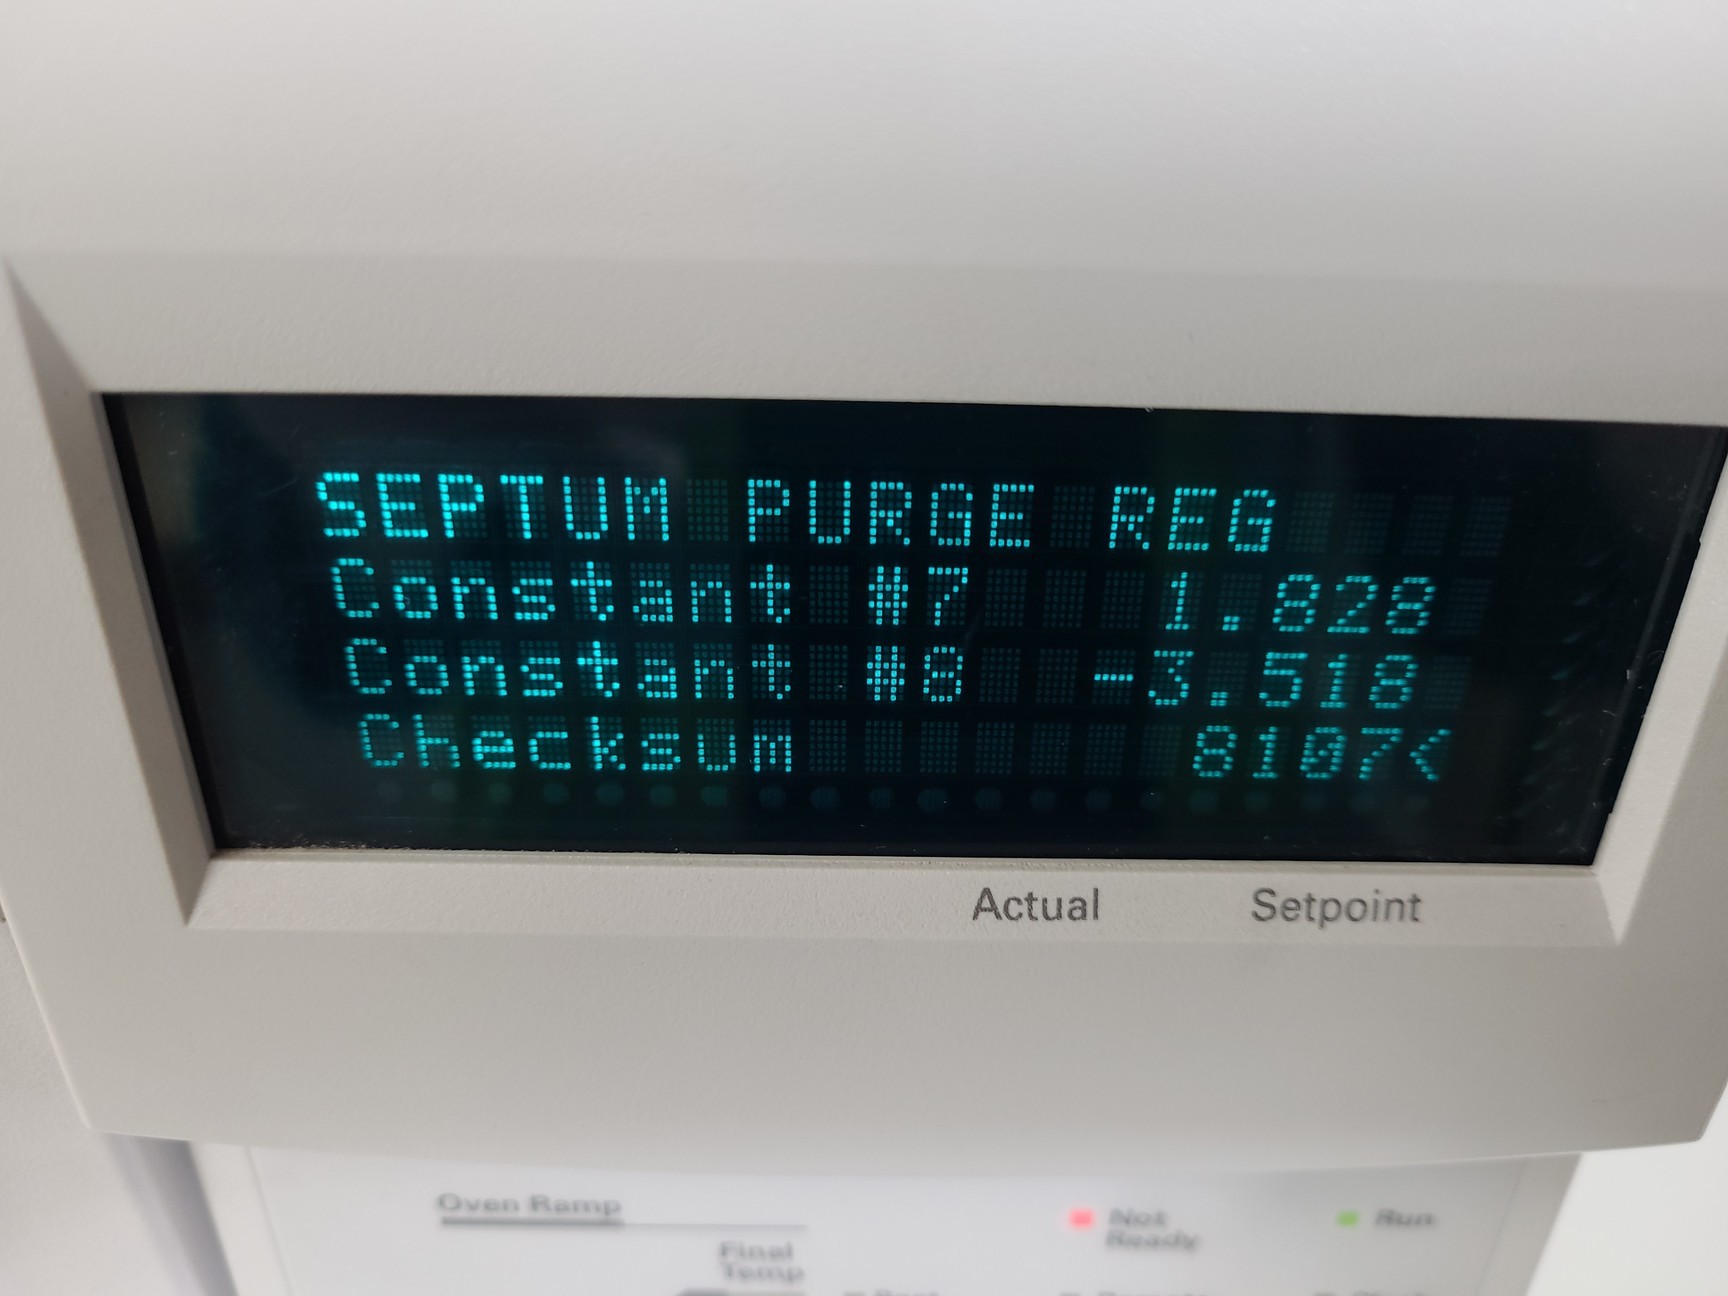 SEPTUM PURGE REG
Constant #7 1.828
Constant #8 -3.518
Checksum 8107<
Actual Setpoint
Oven Ramp
Not Ready
Run
Final
Temp